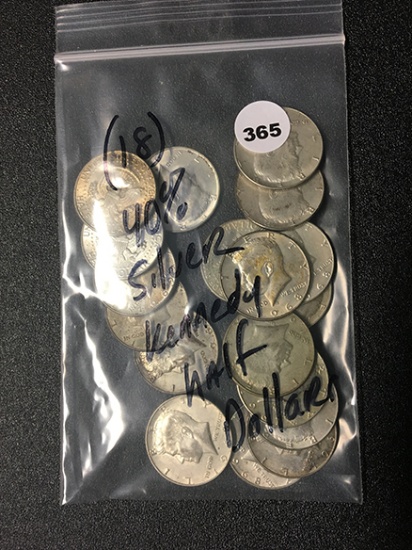 365
(18)
40%
Silver
Kennedy
Half
Dollars